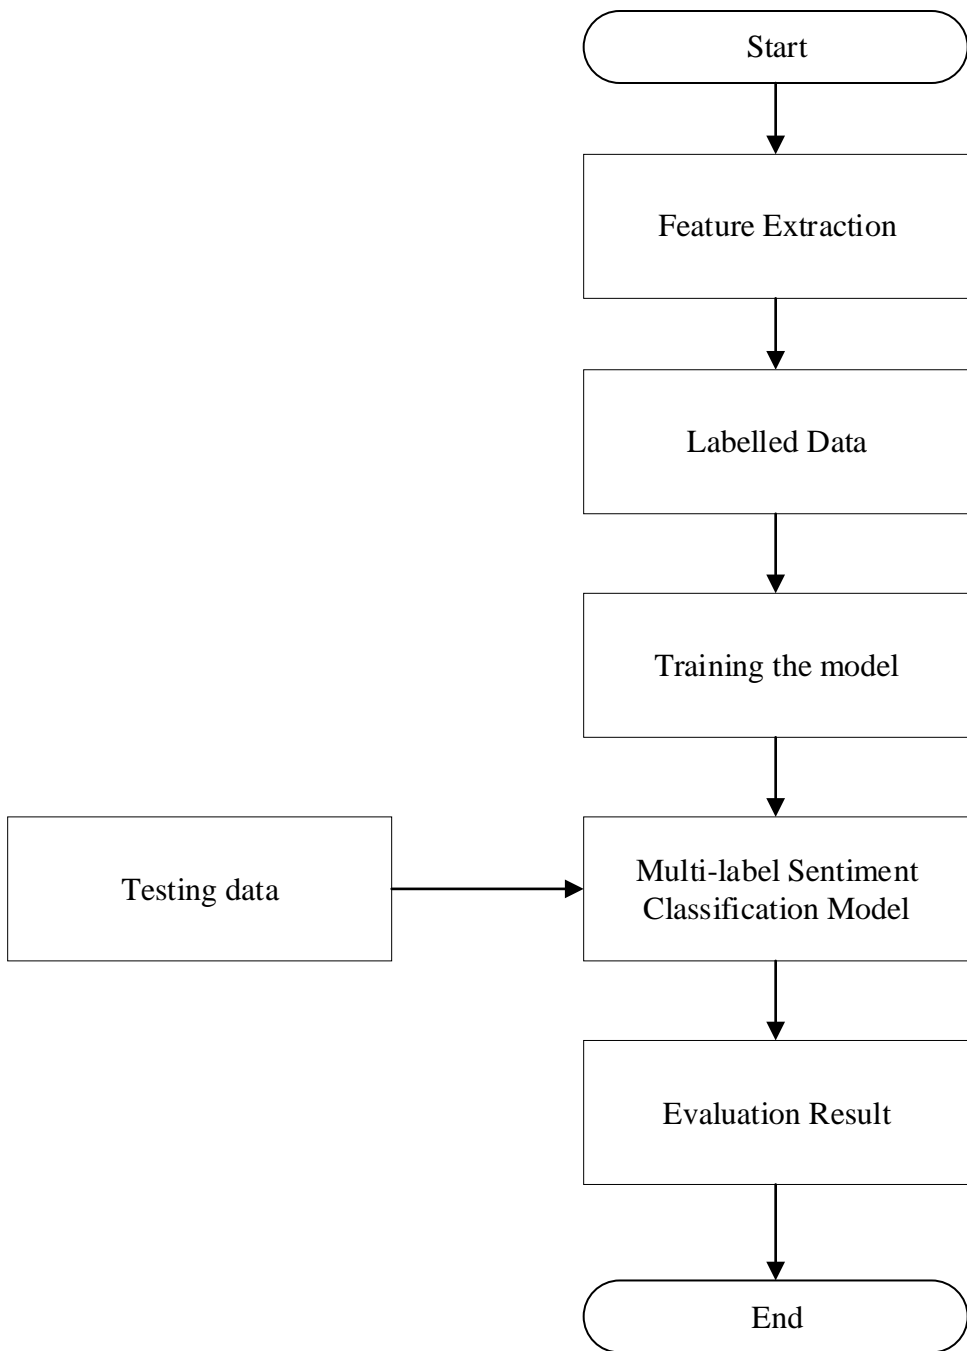 Start
Feature Extraction
Labelled Data
Training the model
Testing data
Multi-label Sentiment
Classification Model
Evaluation Result
End